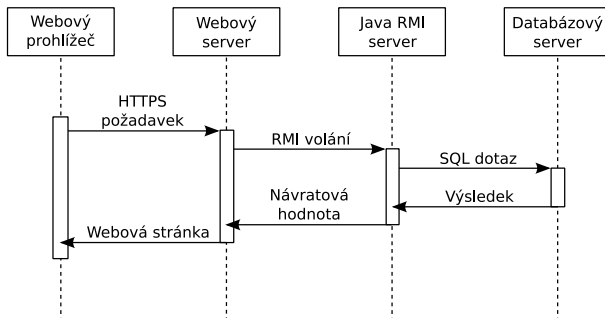 Webový
prohlížeč
Webový
server
Java RMI
server
Databázový
server
HTTPS
požadavek
RMI volání
SQL dotaz
Výsledek
Návratová
hodnota
Webová stránka